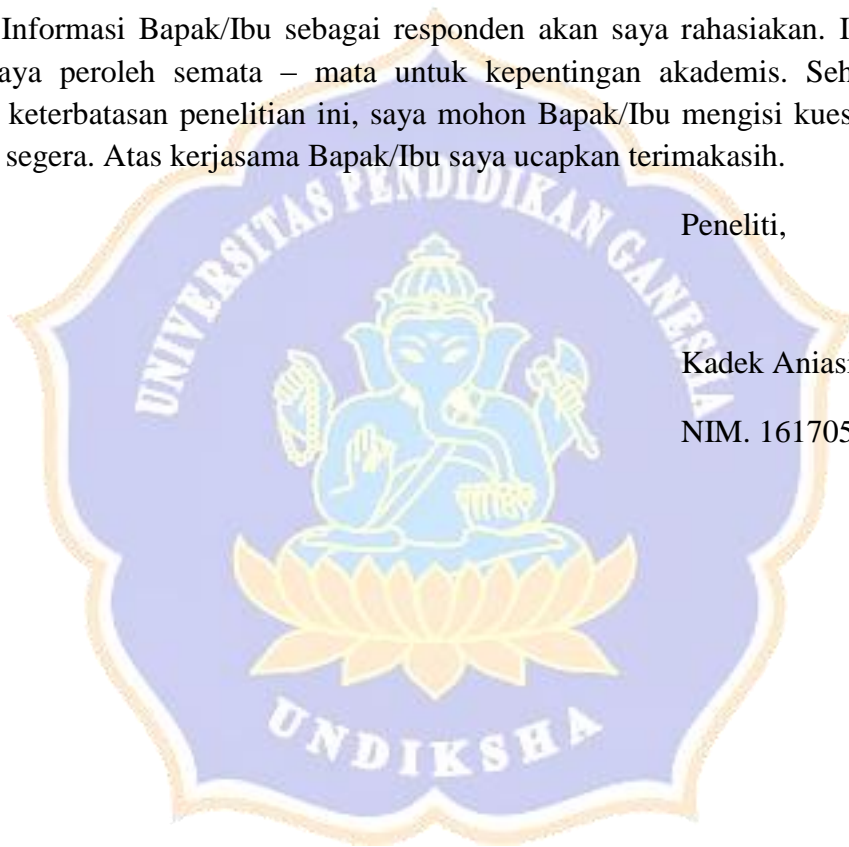 Informasi Bapak/Ibu sebagai responden akan saya rahasiakan. I
aya peroleh semata – mata untuk kepentingan akademis. Seh
keterbatasan penelitian ini, saya mohon Bapak/Ibu mengisi kues
segera. Atas kerjasama Bapak/Ibu saya ucapkan terimakasih.
UNIVERSITAS PENDIDIKAN GANESHA
Peneliti,
Kadek Anias
NIM. 161705
UNDIKSHA